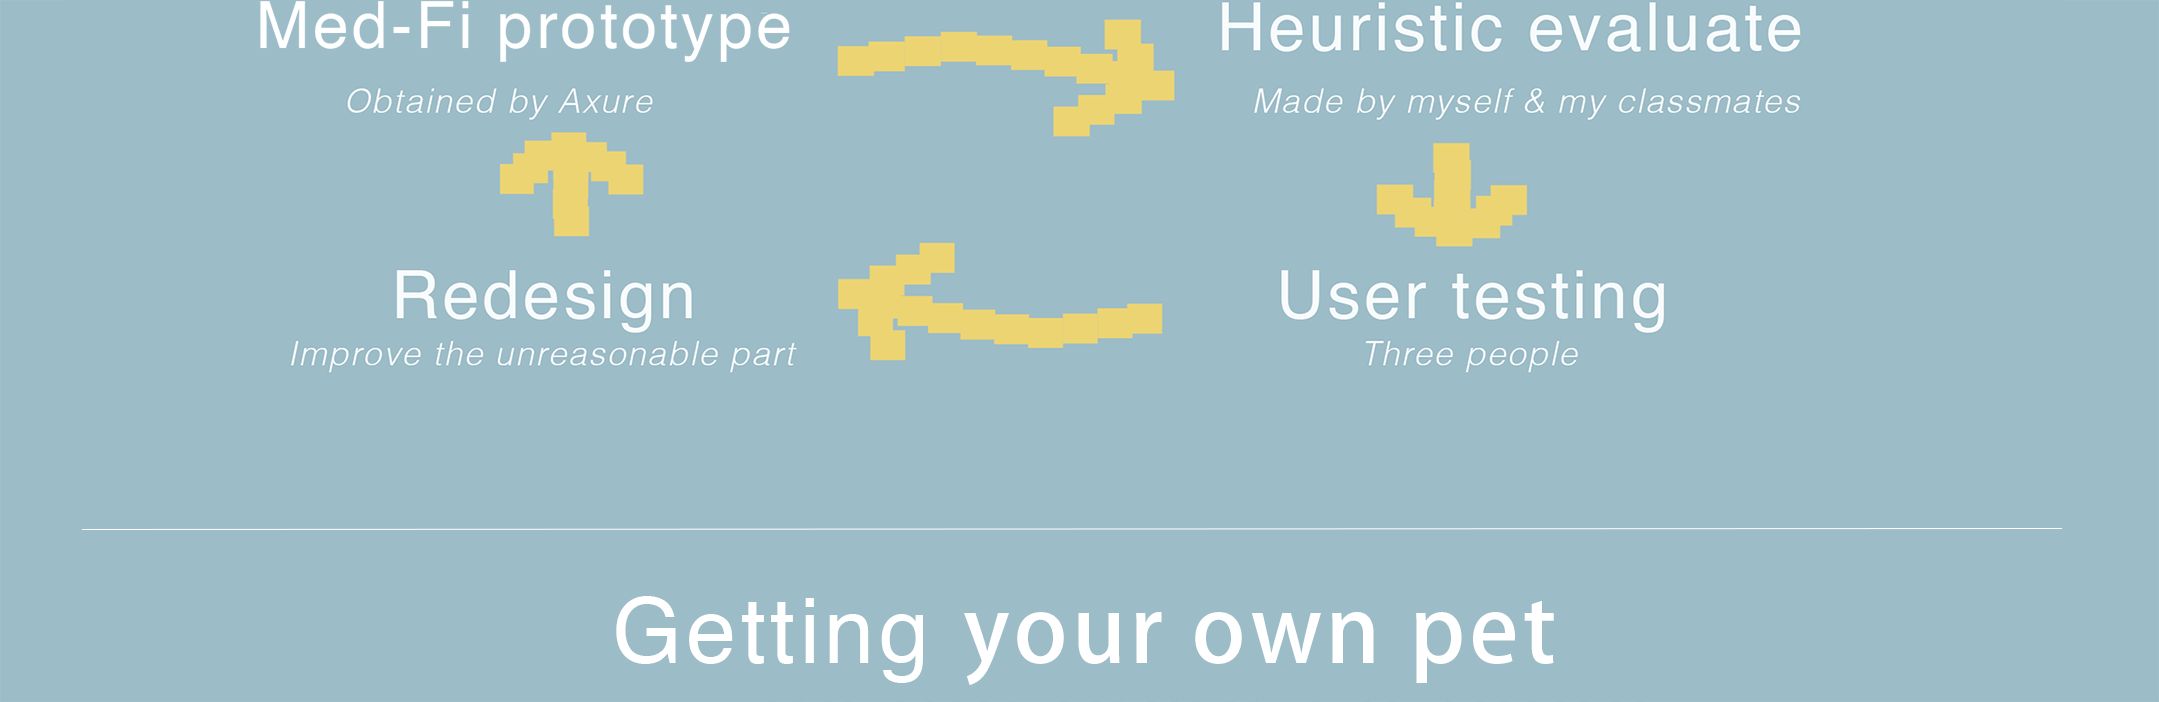 Med-Fi prototype
Obtained by Axure
Heuristic evaluate
Made by myself & my classmates
Redesign
Improve the unreasonable part
User testing
Three people
Getting your own pet